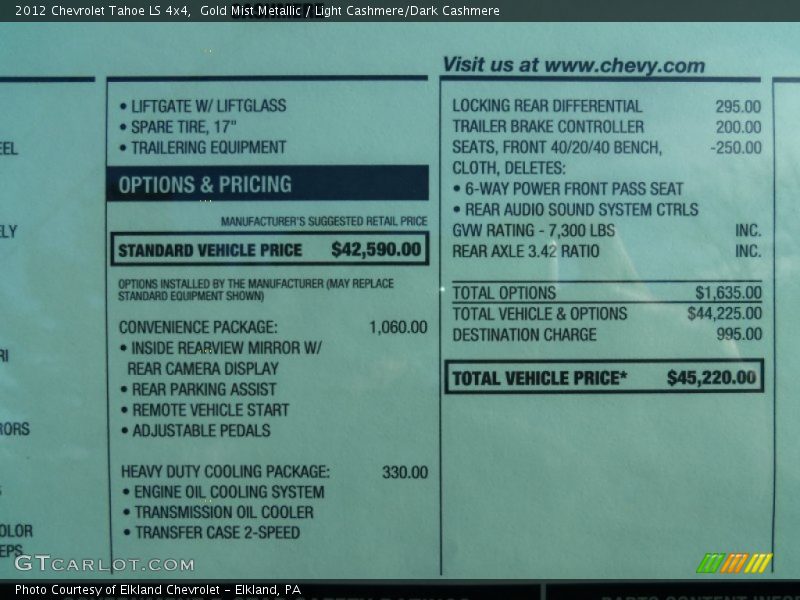 2012 Chevrolet Tahoe LS 4x4, Gold Mist Metallic / Light Cashmere/Dark Cashmere
Visit us at www.chevy.com
• LIFTGATE W/ LIFTGLASS
• SPARE TIRE, 17"
• TRAILERING EQUIPMENT
OPTIONS & PRICING
MANUFACTURER'S SUGGESTED RETAIL PRICE
STANDARD VEHICLE PRICE $42,590.00
OPTIONS INSTALLED BY THE MANUFACTURER (MAY REPLACE
STANDARD EQUIPMENT SHOWN)
CONVENIENCE PACKAGE: 1,060.00
• INSIDE REARVIEW MIRROR W/
REAR CAMERA DISPLAY
• REAR PARKING ASSIST
• REMOTE VEHICLE START
• ADJUSTABLE PEDALS
HEAVY DUTY COOLING PACKAGE: 330.00
• ENGINE OIL COOLING SYSTEM
• TRANSMISSION OIL COOLER
• TRANSFER CASE 2-SPEED
LOCKING REAR DIFFERENTIAL 295.00
TRAILER BRAKE CONTROLLER 200.00
SEATS, FRONT 40/20/40 BENCH, -250.00
CLOTH, DELETES:
• 6-WAY POWER FRONT PASS SEAT
• REAR AUDIO SOUND SYSTEM CTRLS
GVW RATING - 7,300 LBS INC.
REAR AXLE 3.42 RATIO INC.
TOTAL OPTIONS $1,635.00
TOTAL VEHICLE & OPTIONS $44,225.00
DESTINATION CHARGE 995.00
TOTAL VEHICLE PRICE* $45,220.00
GTCARLOT.COM
Photo Courtesy of Elkland Chevrolet - Elkland, PA